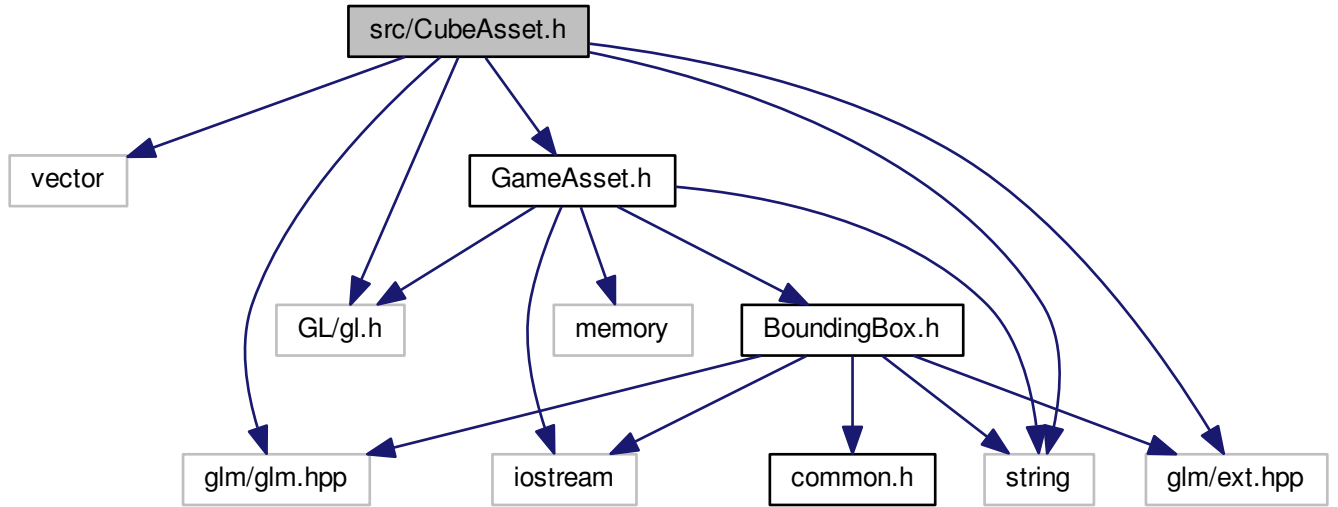 src/CubeAsset.h
vector
GameAsset.h
GL/gl.h
memory
BoundingBox.h
glm/glm.hpp
iostream
common.h
string
glm/ext.hpp